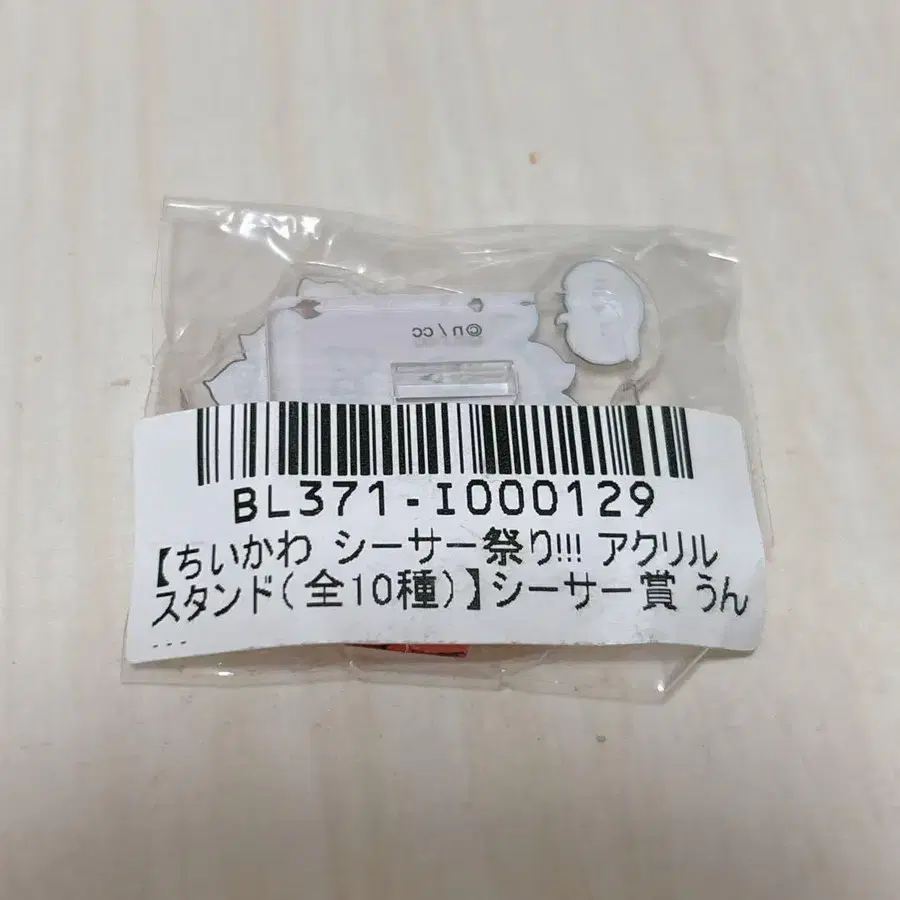 ©n/cc
BL371-I000129
【ちいかわ シーサー祭り!!! アクリル
スタンド(全10種)】シーサー賞 うん
...